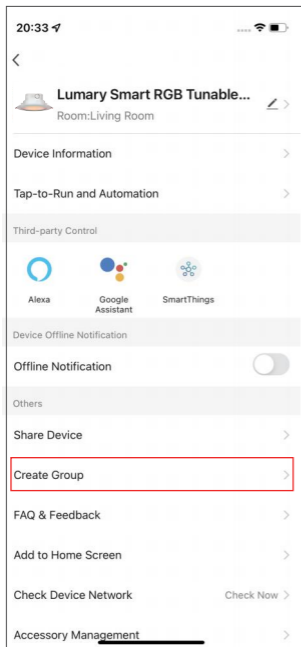 20:33
Lumary Smart RGB Tunable...
Room:Living Room
Device Information
Tap-to-Run and Automation
Third-party Control
Alexa
Google
Assistant
SmartThings
Device Offline Notification
Offline Notification
Others
Share Device
Create Group
FAQ & Feedback
Add to Home Screen
Check Device Network Check Now
Accessory Management